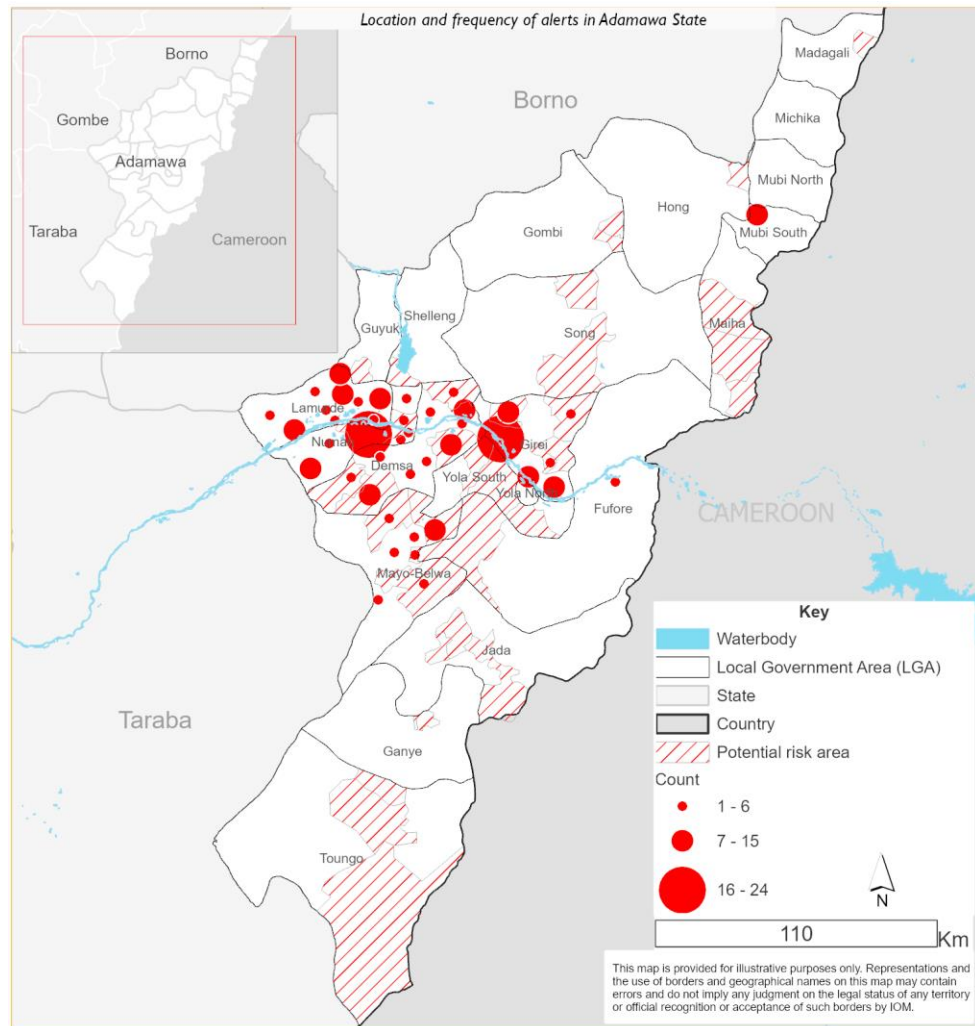 Location and frequency of alerts in Adamawa State
Borno
Gombe
Adamawa
Taraba
Cameroon
Borno
Madagali
Michika
Mubi North
Mubi South
Hong
Gombi
Maiha
Song
Shelleng
Guyuk
Lamurde
Numan
Demsa
Girei
Yola South
Yola North
Fufore
CAMEROON
Mayo-Belwa
Jada
Taraba
Ganye
Toungo
Key
Waterbody
Local Government Area (LGA)
State
Country
Potential risk area
Count
1 - 6
7 - 15
16 - 24
N
110
Km
This map is provided for illustrative purposes only. Representations and
the use of borders and geographical names on this map may contain
errors and do not imply any judgment on the legal status of any territory
or official recognition or acceptance of such borders by IOM.